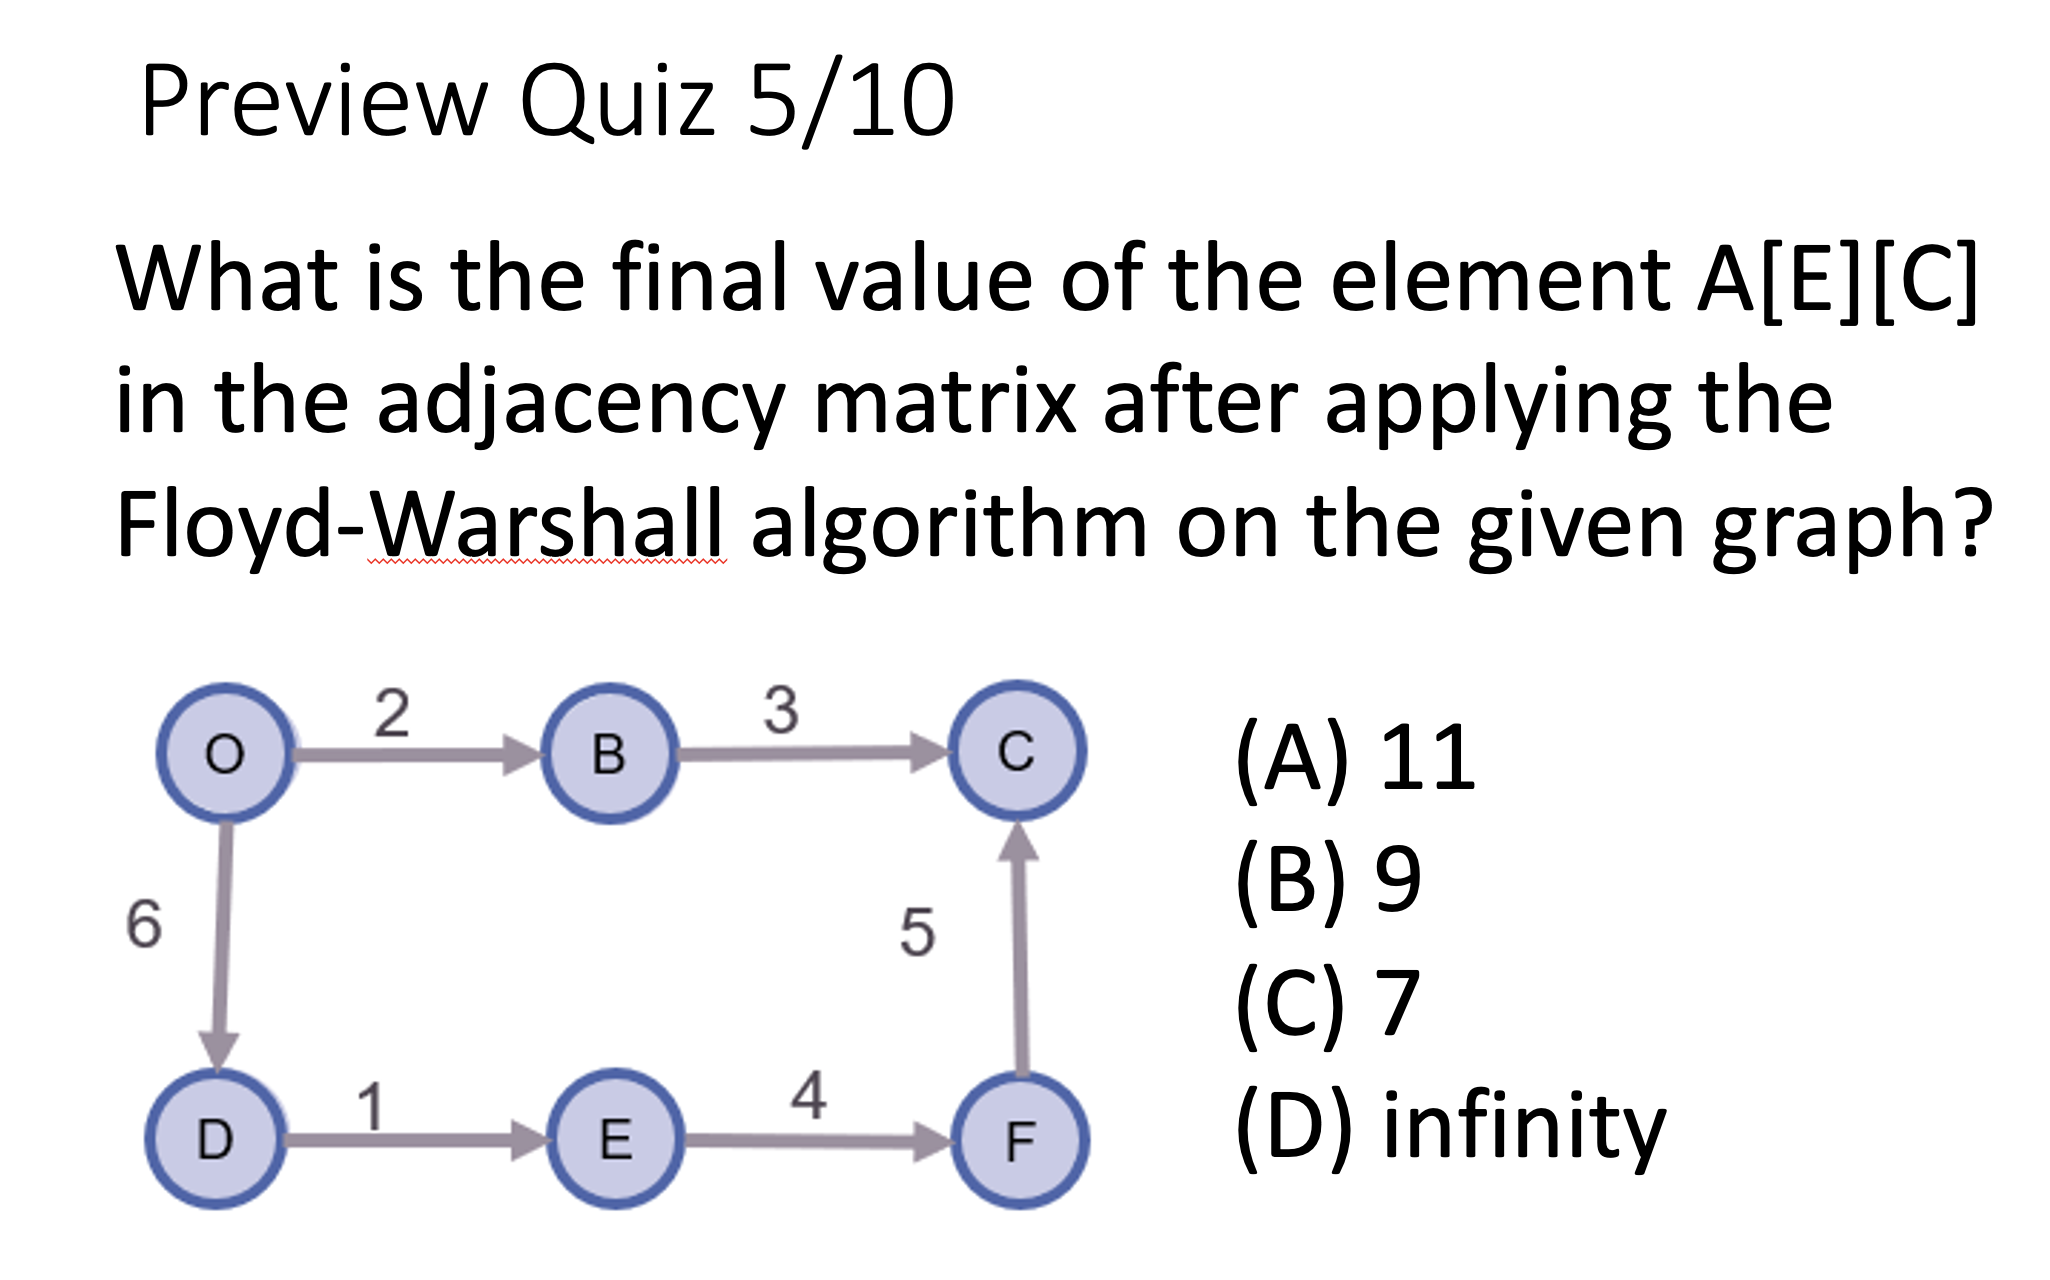 Preview Quiz 5/10
What is the final value of the element A[E][C]
in the adjacency matrix after applying the
Floyd-Warshall algorithm on the given graph?
O 2 B 3 C
6 5
D 1 E 4 F
(A) 11
(B) 9
(C) 7
(D) infinity